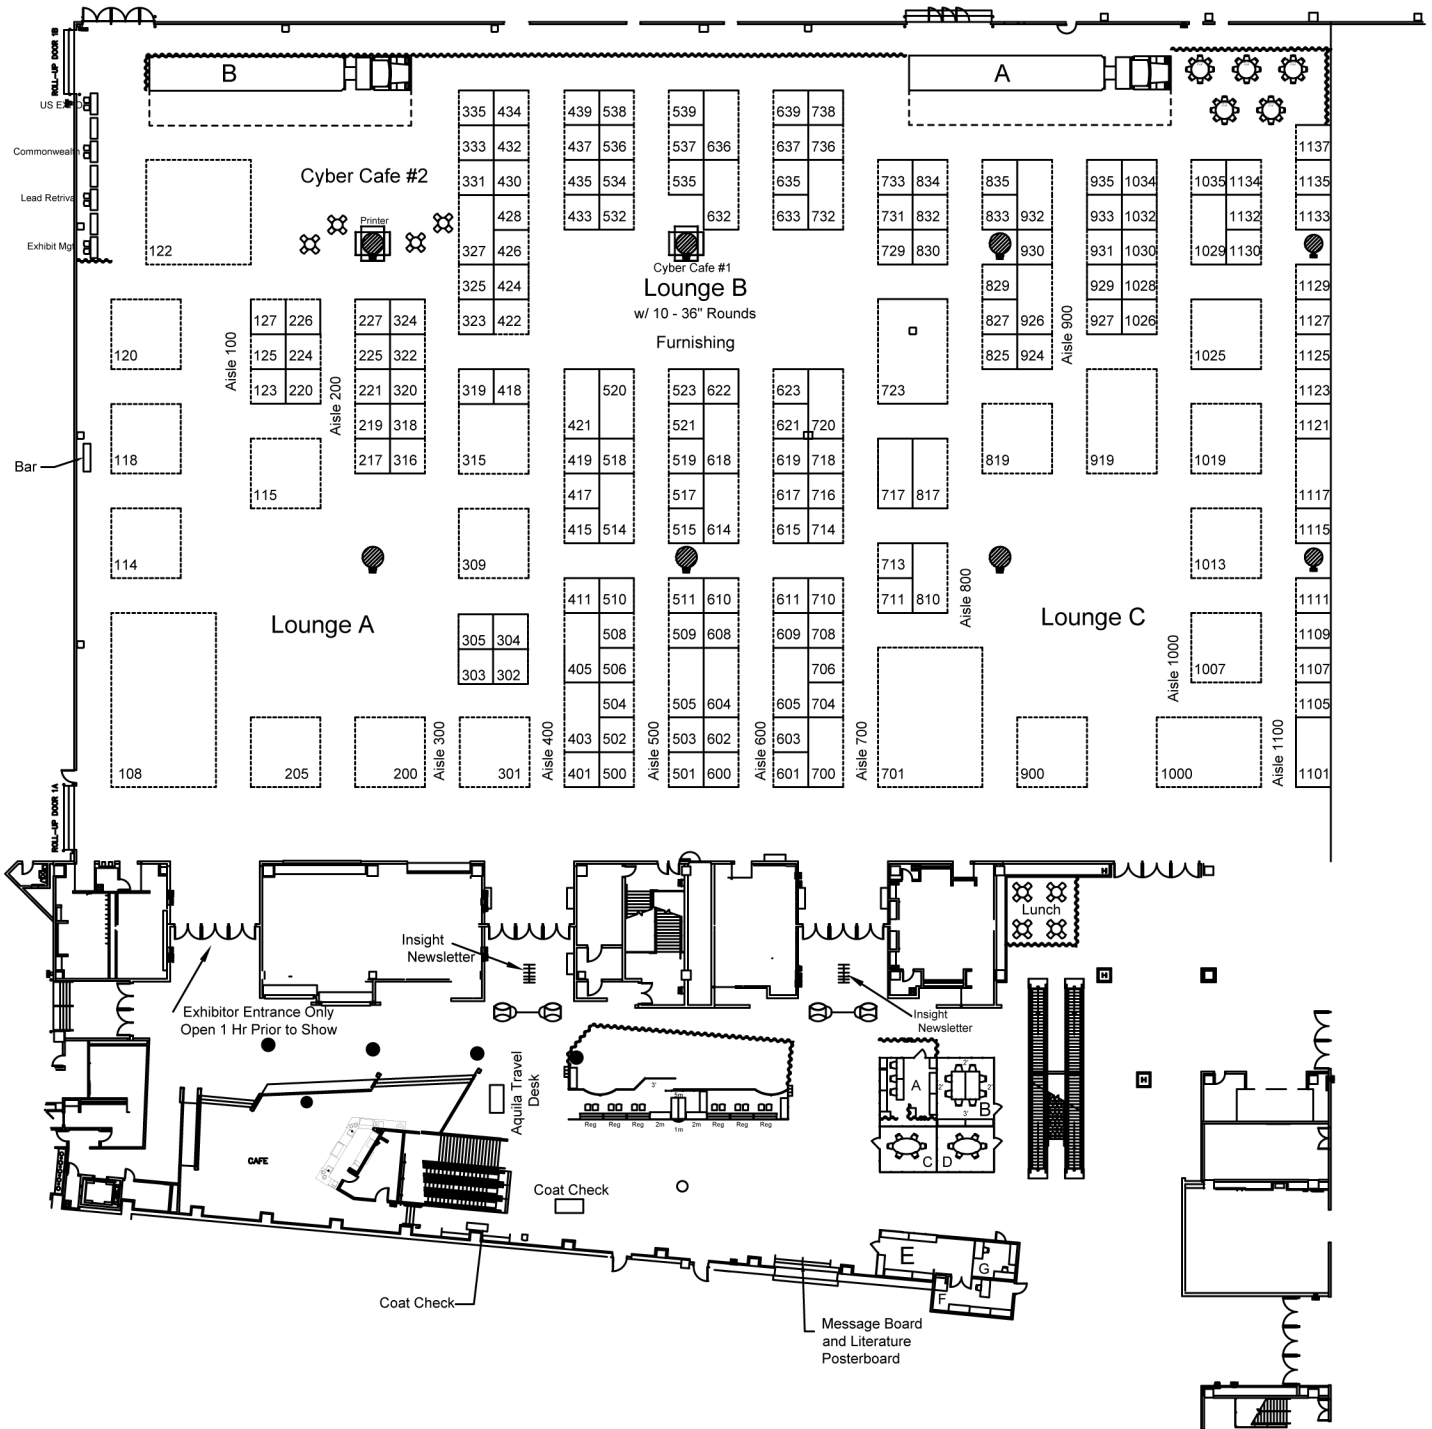 ROLL-UP DOOR 1B
B
A
US EXPO
Commonwealth
Lead Retrival
Exhibit Mgt
Cyber Cafe #2
Printer
335 434 439 538 539 639 738
333 432 437 536 537 636 637 736 1137
331 430 435 534 535 635 733 834 835 935 1034 1035 1134 1135
428 433 532 632 633 732 731 832 833 932 933 1032 1132 1133
122 327 426 729 830 930 931 1030 1029 1130
Cyber Cafe #1
Lounge B
w/ 10 - 36" Rounds
Furnishing
325 424 829 929 1028 1129
127 226 227 324 323 422 827 926 927 1026 1127
Aisle 100
Aisle 900
120 125 224 225 322 825 924 1025 1125
123 220 221 320 319 418 520 523 622 623 723 1123
Aisle 200
219 318 421 521 621 720 1121
Bar
118 217 316 315 419 518 519 618 619 718 819 919 1019
115 417 517 617 716 717 817 1117
415 514 515 614 615 714 1115
114 309 713 1013
411 510 511 610 611 710 711 810 1111
Aisle 800
Lounge A
Lounge C
305 304 508 509 608 609 708 1109
303 302 405 506 706 1007 1107
Aisle 1000
504 505 604 605 704 1105
403 502 503 602 603
Aisle 300
Aisle 400
Aisle 500
Aisle 600
Aisle 700
Aisle 1100
108 205 200 301 401 500 501 600 601 700 701 900 1000 1101
ROLL-UP DOOR 1A
H
Lunch
Insight
Newsletter
H
Exhibitor Entrance Only
Open 1 Hr Prior to Show
Insight
Newsletter
Aquila Travel
Desk
3'
5m
A
2'
2' 2'
B
3'
H
Reg Reg Reg 2m 1m 2m Reg Reg Reg
C D
CAFE
Coat Check
E
G
F
Coat Check
Message Board
and Literature
Posterboard